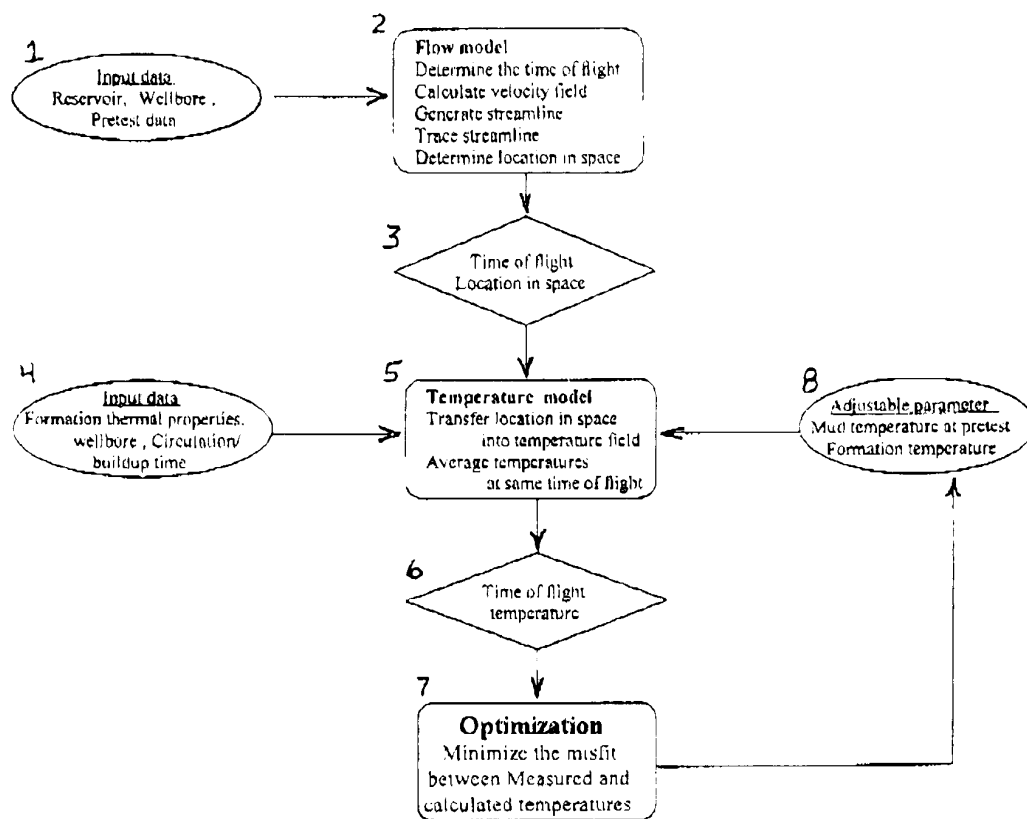 1
Input data
Reservoir, Wellbore ,
Pretest data
2
Flow model
Determine the time of flight
Calculate velocity field
Generate streamline
Trace streamline
Determine location in space
3
Time of flight
Location in space
4
Input data
Formation thermal properties,
wellbore , Circulation/
buildup time
5
Temperature model
Transfer location in space
into temperature field
Average temperatures
at same time of flight
8
Adjustable parameter
Mud temperature at pretest
Formation temperature
6
Time of flight
temperature
7
Optimization
Minimize the misfit
between Measured and
calculated temperatures